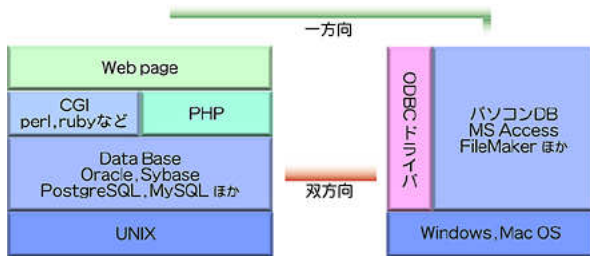 一方向
Web page
CGI
perl,rubyなど
PHP
Data Base
Oracle,Sybase
PostgreSQL,MySQL ほか
UNIX
双方向
ODBCドライバ
パソコンDB
MS Access
FileMaker ほか
Windows,Mac OS